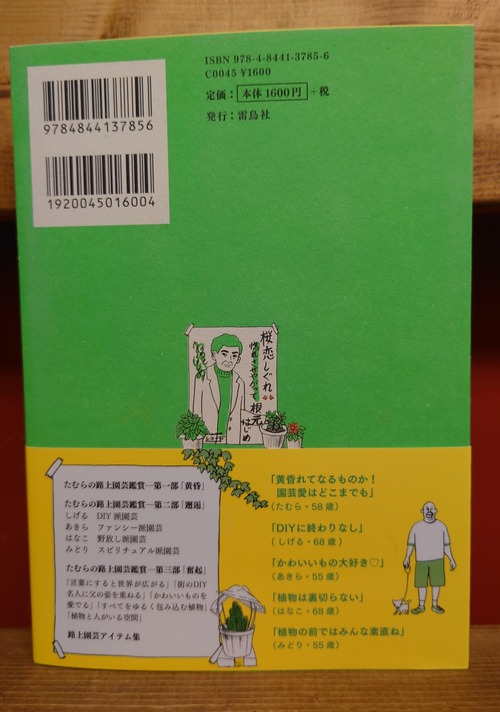 ISBN 978-4-8441-3785-6
C0045 ¥1600
定価：本体1600円＋税
発行：雷鳥社
9784844137856
1920045016004
桜恋しぐれ
惚れさせやがって
根元はじめ
たむらの路上園芸鑑賞―第一部「黄昏」
たむらの路上園芸鑑賞―第二部「邂逅」
しげる DIY派園芸
あきら ファンシー派園芸
はなこ 野放し派園芸
みどり スピリチュアル派園芸
たむらの路上園芸鑑賞―第三部「奮起」
「言葉にすると世界が広がる」「街のDIY
名人に父の姿を重ねる」「かわいいものを
愛でる」「すべてをゆるく包み込む植物」
「植物と人がいる空間」
路上園芸アイテム集
「黄昏れてなるものか！
園芸愛はどこまでも」
（たむら・58歳）
「DIYに終わりなし」
（しげる・68歳）
「かわいいもの大好き♡」
（あきら・55歳）
「植物は裏切らない」
（はなこ・68歳）
「植物の前ではみんな素直ね」
（みどり・55歳）